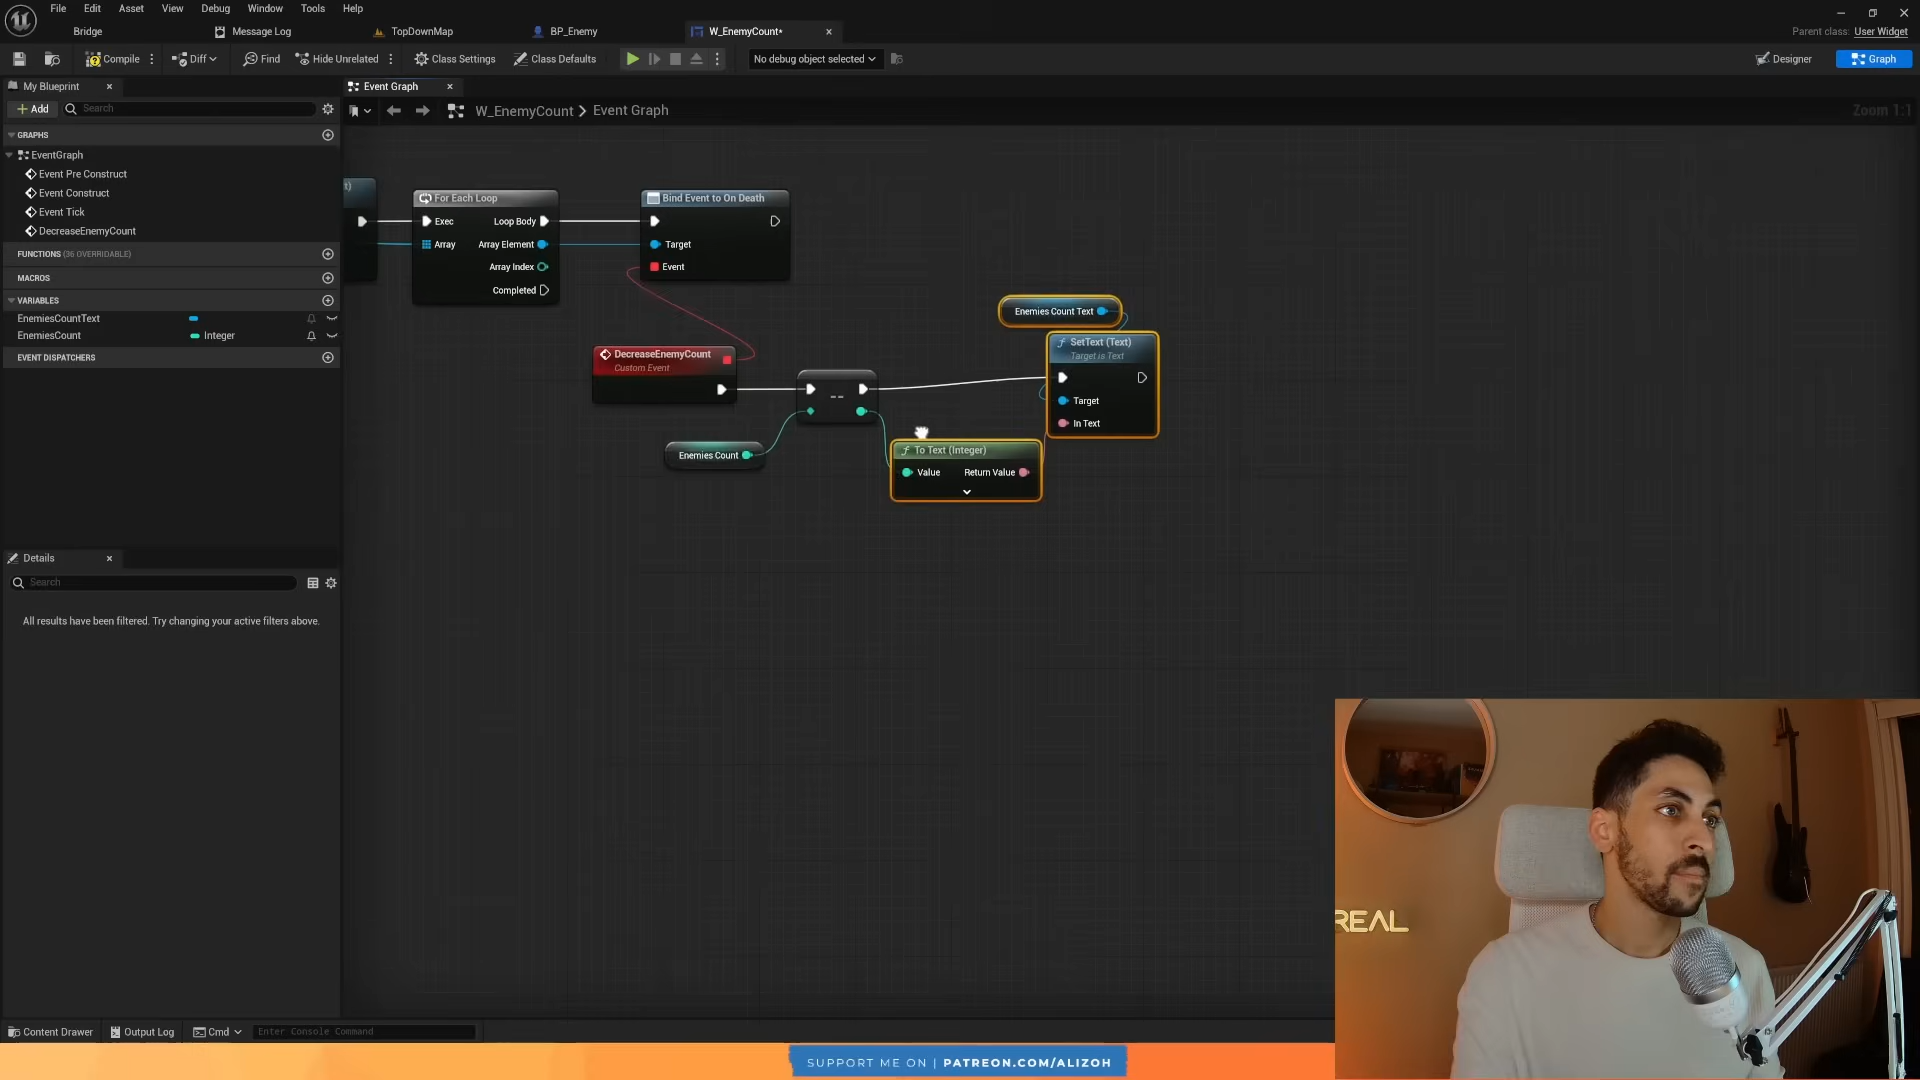 File Edit Asset View Debug Window Tools Help
Bridge Message Log TopDownMap BP_Enemy W_EnemyCount*
Parent class: User Widget
Compile Diff Find Hide Unrelated Class Settings Class Defaults No debug object selected Designer Graph
My Blueprint
Add Search
GRAPHS
EventGraph
Event Pre Construct
Event Construct
Event Tick
DecreaseEnemyCount
FUNCTIONS (36 OVERRIDABLE)
MACROS
VARIABLES
EnemiesCountText
EnemiesCount Integer
EVENT DISPATCHERS
Details
Search
All results have been filtered. Try changing your active filters above.
Event Graph
W_EnemyCount > Event Graph
Zoom 1:1
t)
For Each Loop
Exec Loop Body
Array Array Element
Array Index
Completed
Bind Event to On Death
Target
Event
Enemies Count Text
DecreaseEnemyCount
Custom Event
--
SetText (Text)
Target is Text
Target
In Text
Enemies Count
To Text (Integer)
Value Return Value
REAL
Content Drawer Output Log Cmd Enter Console Command
SUPPORT ME ON | PATREON.COM/ALIZOH